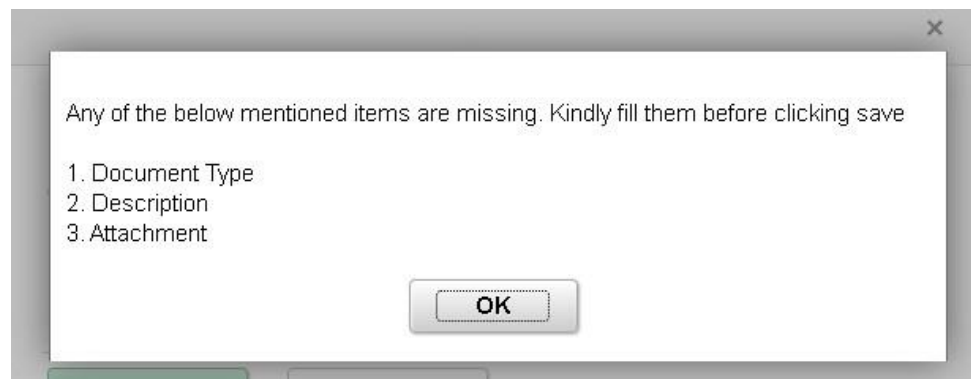 Any of the below mentioned items are missing. Kindly fill them before clicking save
1. Document Type
2. Description
3. Attachment
OK